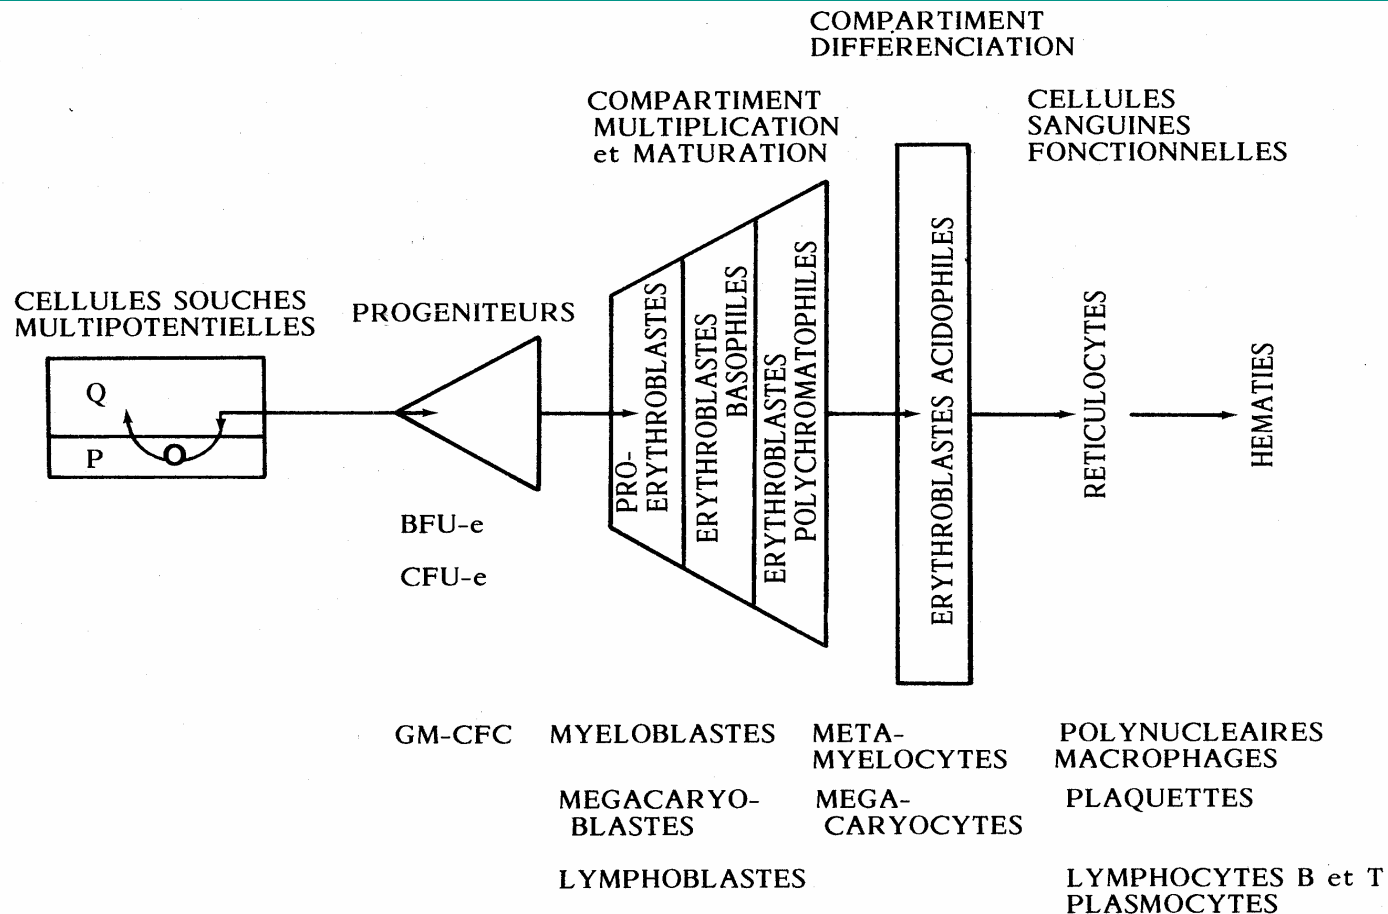 COMPARTIMENT
DIFFÉRENCIATION
COMPARTIMENT
MULTIPLICATION
et MATURATION
CELLULES
SANGUINES
FONCTIONNELLES
CELLULES SOUCHES
MULTIPOTENTIELLES
PROGENITEURS
Q
P
O
BFU-e
CFU-e
PRO-
ERYTHROBLASTES
ERYTHROBLASTES
BASOPHILES
ERYTHROBLASTES
POLYCHROMATOPHILES
ERYTHROBLASTES ACIDOPHILES
RETICULOCYTES
HEMATIES
GM-CFC
MYELOBLASTES
META-
MYELOCYTES
POLYNUCLEAIRES
MACROPHAGES
MEGACARYO-
BLASTES
MEGA-
CARYOCYTES
PLAQUETTES
LYMPHOBLASTES
LYMPHOCYTES B et T
PLASMOCYTES